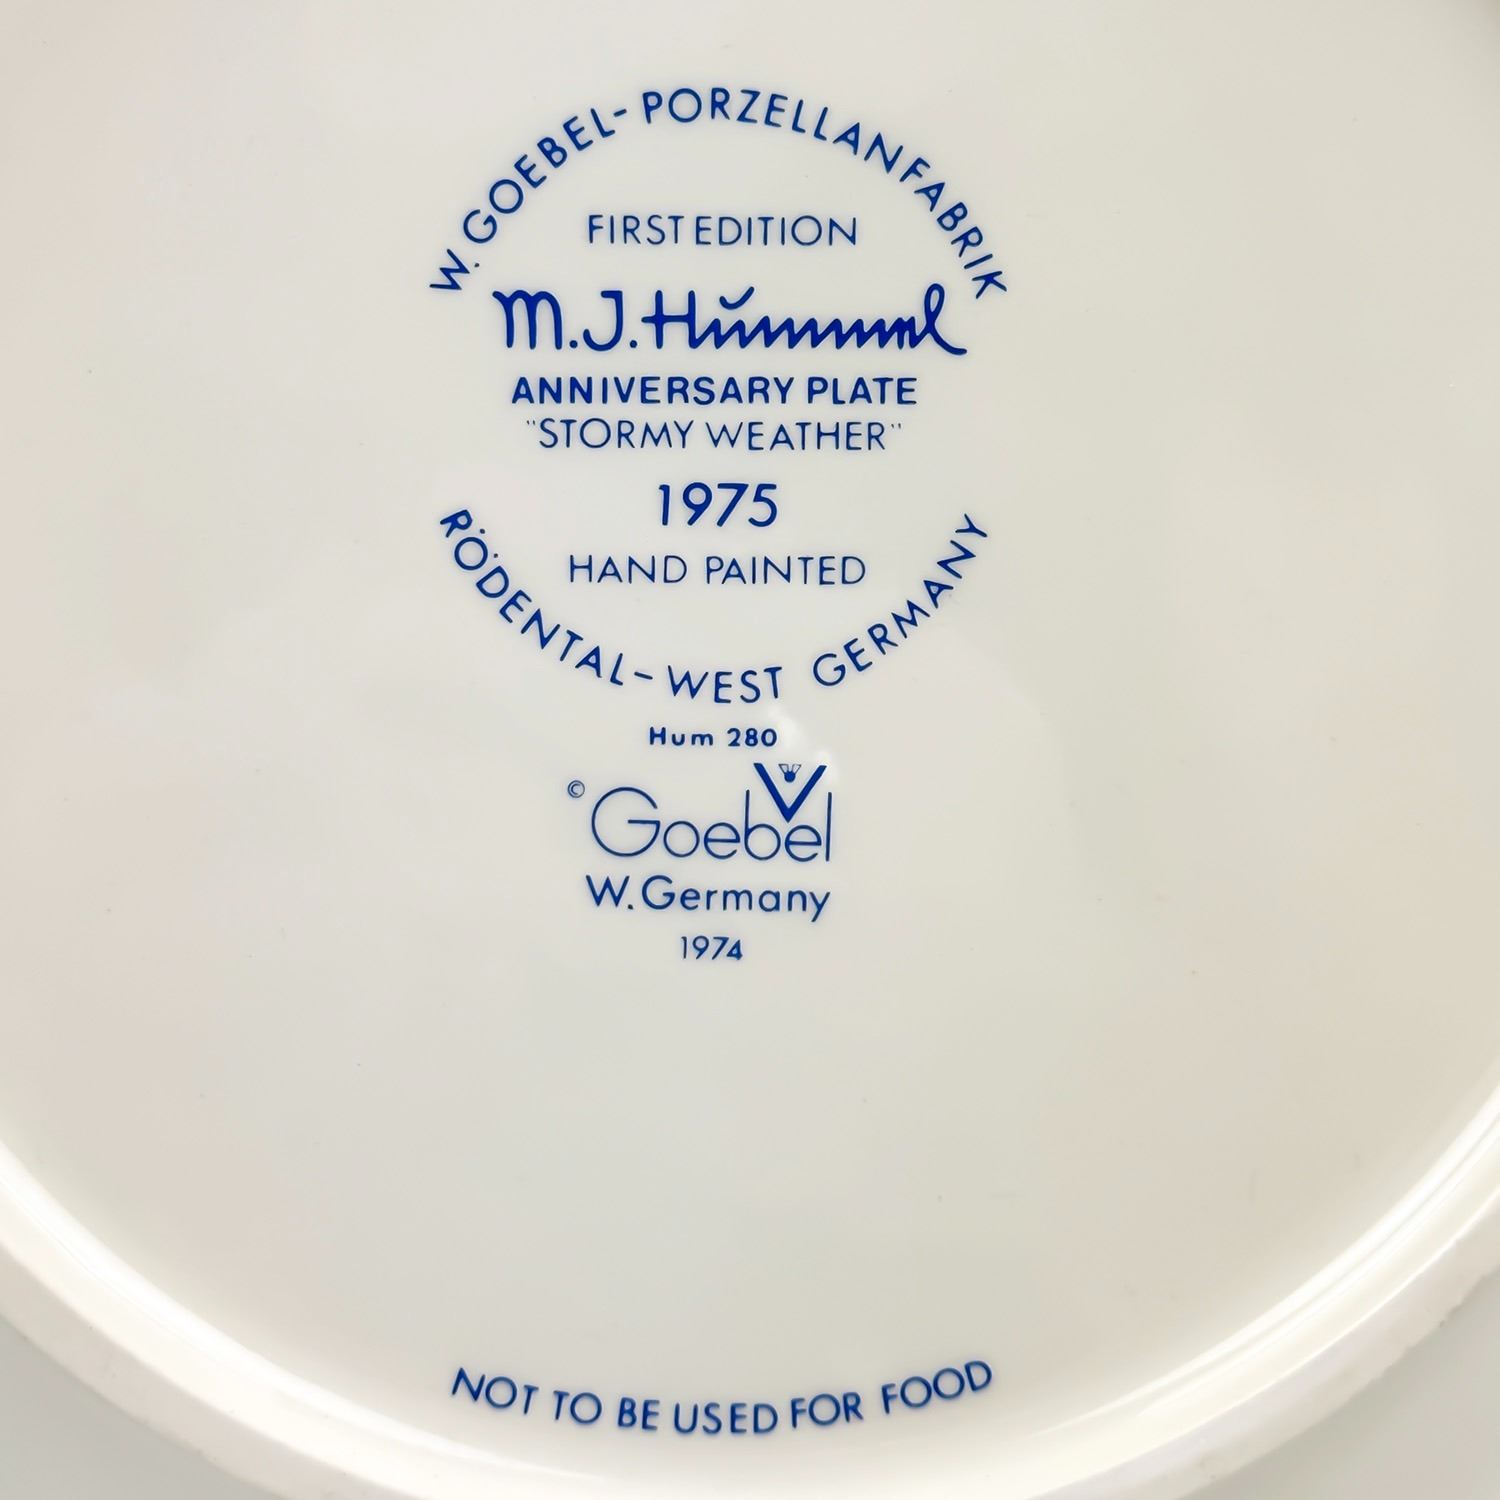 W. GOEBEL-PORZELLANFABRIK
FIRST EDITION
M.J.Hummel
ANNIVERSARY PLATE
"STORMY WEATHER"
1975
HAND PAINTED
RÖDENTAL-WEST GERMANY
Hum 280
© Goebel
W.Germany
1974
NOT TO BE USED FOR FOOD